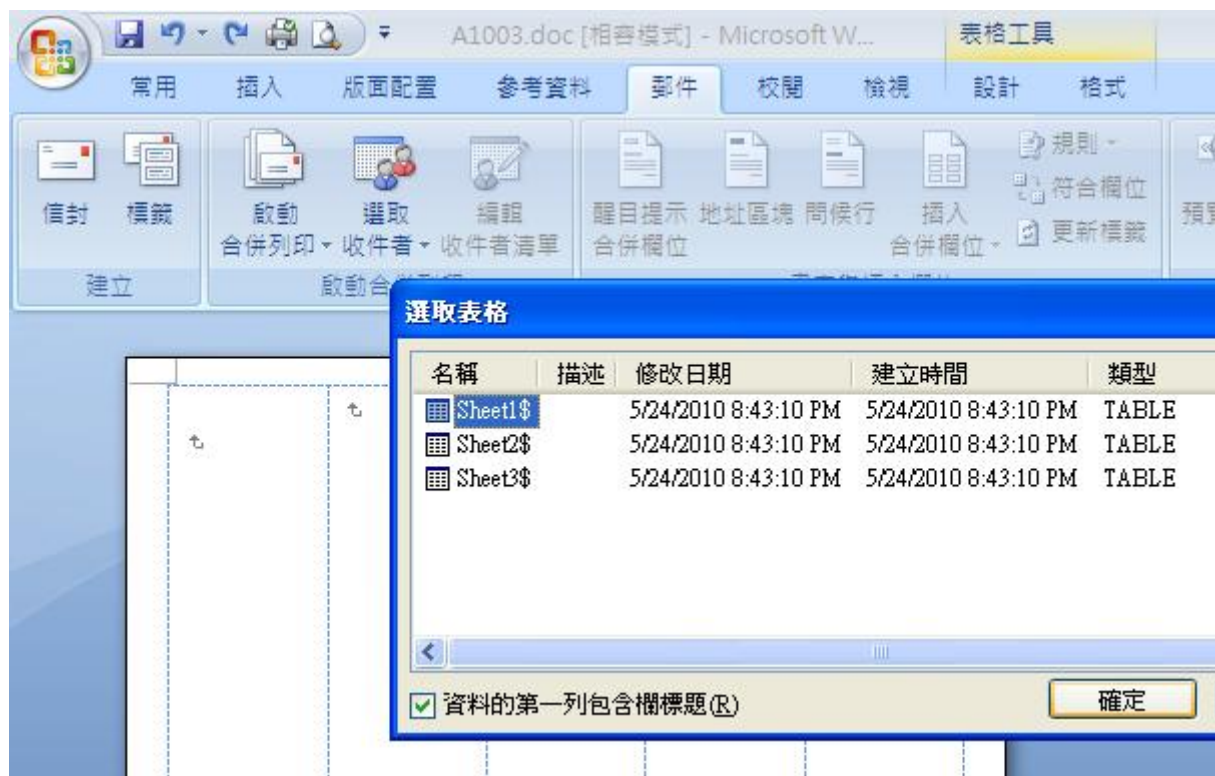 A1003.doc [相容模式] - Microsoft W... 表格工具
常用 插入 版面配置 參考資料 郵件 校閱 檢視 設計 格式
信封 標籤 啟動 合併列印 選取 收件者 編輯 收件者清單 醒目提示 合併欄位 地址區塊 問候行 插入 合併欄位 規則 符合欄位 更新標籤
建立 啟動合
選取表格
名稱 描述 修改日期 建立時間 類型
Sheet1$ 5/24/2010 8:43:10 PM 5/24/2010 8:43:10 PM TABLE
Sheet2$ 5/24/2010 8:43:10 PM 5/24/2010 8:43:10 PM TABLE
Sheet3$ 5/24/2010 8:43:10 PM 5/24/2010 8:43:10 PM TABLE
資料的第一列包含欄標題(R) 確定